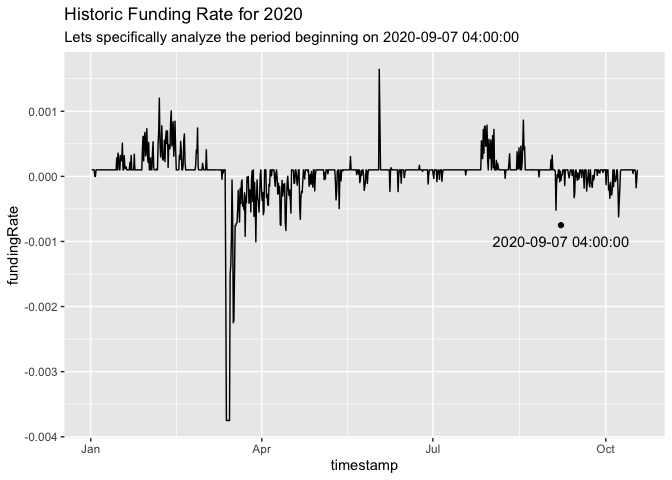 Historic Funding Rate for 2020
Lets specifically analyze the period beginning on 2020-09-07 04:00:00
fundingRate
0.001
0.000
-0.001
-0.002
-0.003
-0.004
2020-09-07 04:00:00
Jan
Apr
Jul
Oct
timestamp